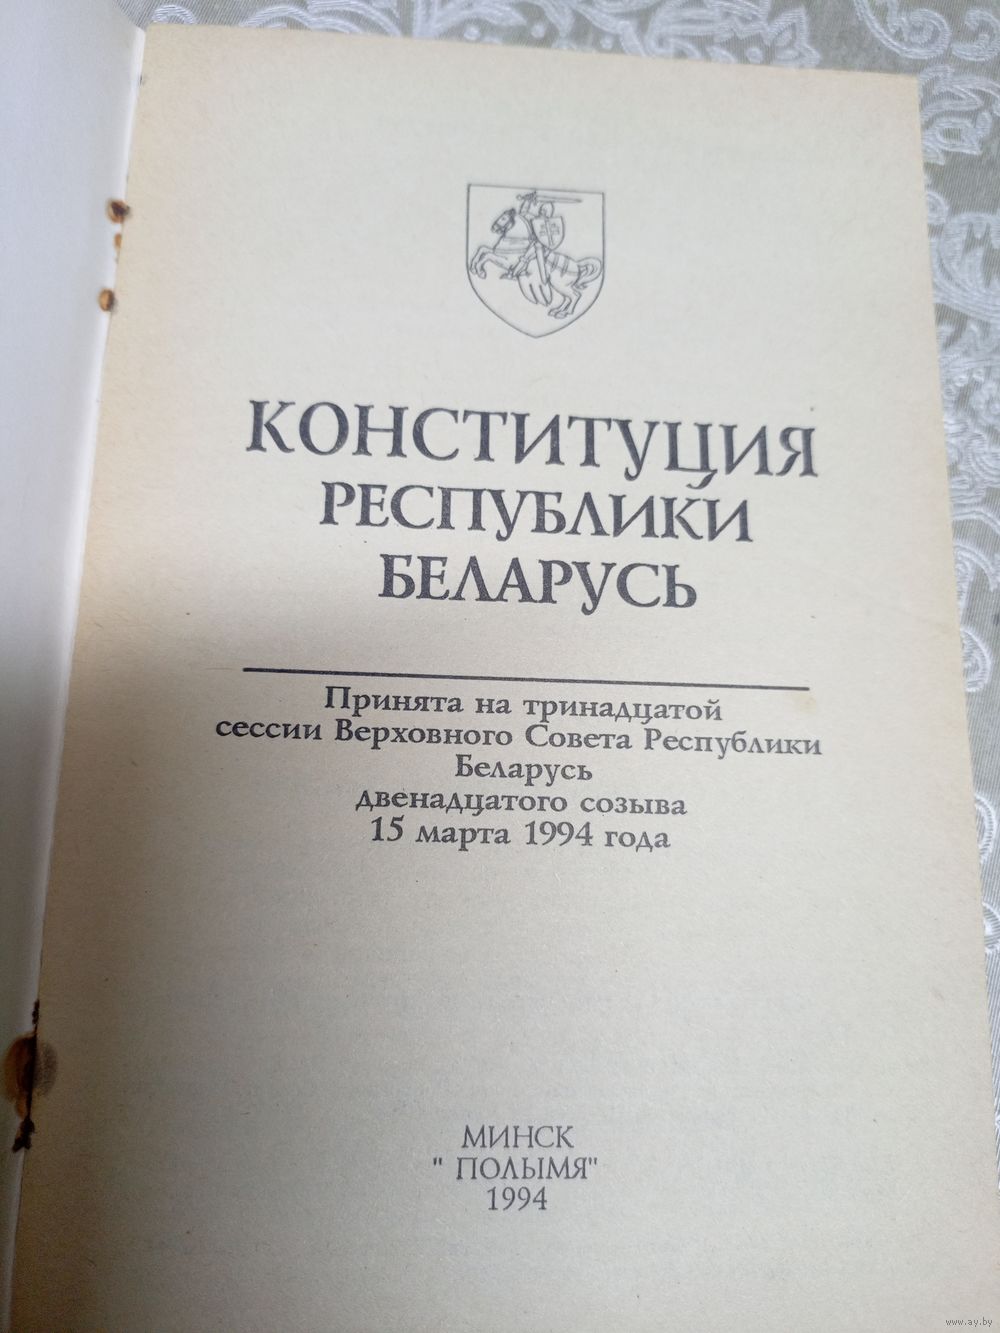 КОНСТИТУЦИЯ
РЕСПУБЛИКИ
БЕЛАРУСЬ
Принята на тринадцатой
сессии Верховного Совета Республики
Беларусь
двенадцатого созыва
15 марта 1994 года
МИНСК
" ПОЛЫМЯ"
1994
www.ay.by